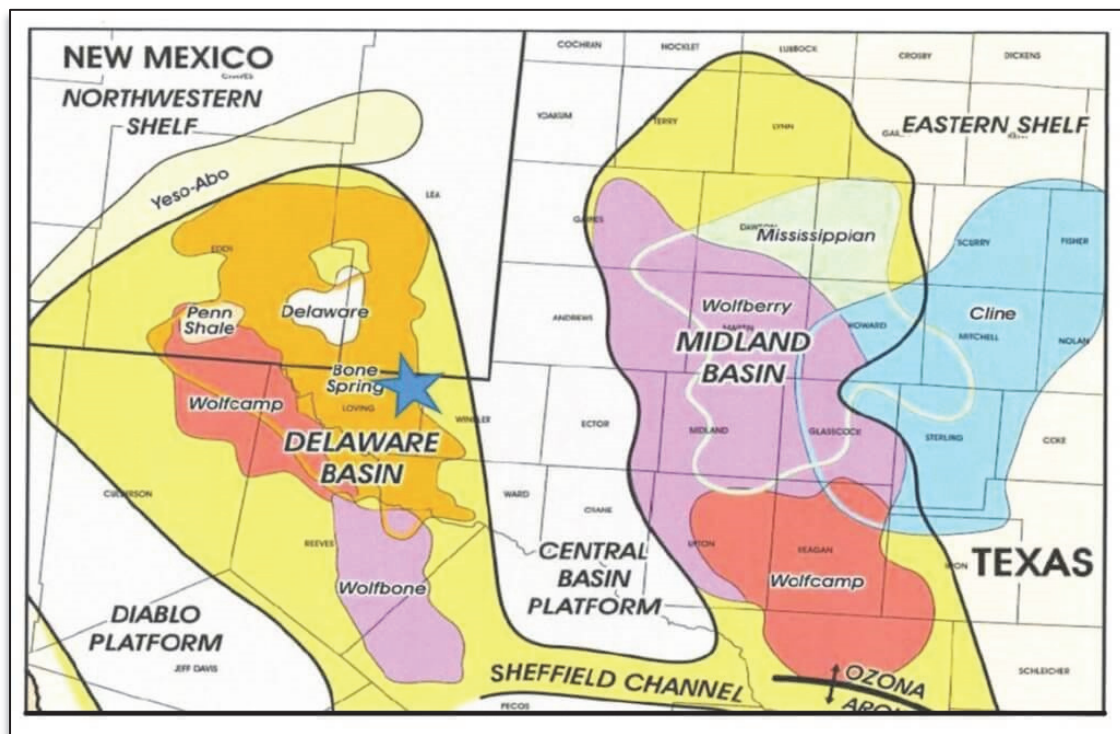 NEW MEXICO
NORTHWESTERN
SHELF
Yeso-Abo
LEA
EDDY
Penn
Shale
Delaware
Bone
Spring
Wolfcamp
LOVING
WINKLER
DELAWARE
BASIN
CULBERSON
REEVES
Wolfbone
DIABLO
PLATFORM
JEFF DAVIS
COCHRAN
HOCKLEY
LUBBOCK
CROSBY
DICKENS
YOAKUM
TERRY
LYNN
EASTERN SHELF
GAINES
DAWSON
Mississippian
SCURRY
FISHER
ANDREWS
Wolfberry
MARTIN
HOWARD
Cline
MITCHELL
NOLAN
MIDLAND
BASIN
ECTOR
MIDLAND
GLASSCOCK
STERLING
COKE
WARD
CRANE
CENTRAL
BASIN
PLATFORM
UPTON
REAGAN
Wolfcamp
TEXAS
SHEFFIELD CHANNEL
PECOS
OZONA
SCHLEICHER